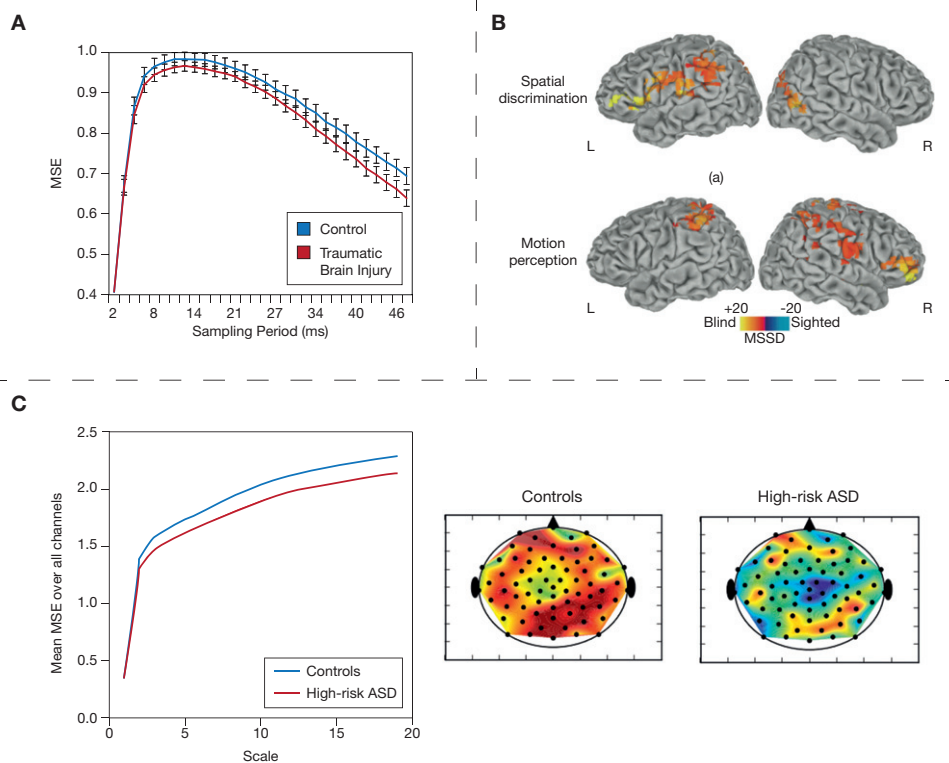 A
1.0
0.9
0.8
0.7
0.6
0.5
0.4
MSE
Control
Traumatic
Brain Injury
2
8
14
21
27
34
40
46
Sampling Period (ms)
B
Spatial
discrimination
L
R
(a)
Motion
perception
L
R
+20
-20
Blind
Sighted
MSSD
C
2.5
2.0
1.5
1.0
0.5
0.0
Mean MSE over all channels
Controls
High-risk ASD
0
5
10
15
20
Scale
Controls
High-risk ASD